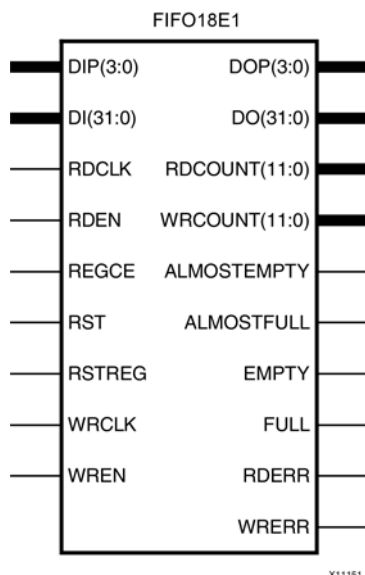 FIFO18E1
DIP(3:0) DOP(3:0)
DI(31:0) DO(31:0)
RDCLK RDCOUNT(11:0)
RDEN WRCOUNT(11:0)
REGCE ALMOSTEMPTY
RST ALMOSTFULL
RSTREG EMPTY
WRCLK FULL
WREN RDERR
WRERR
X11151